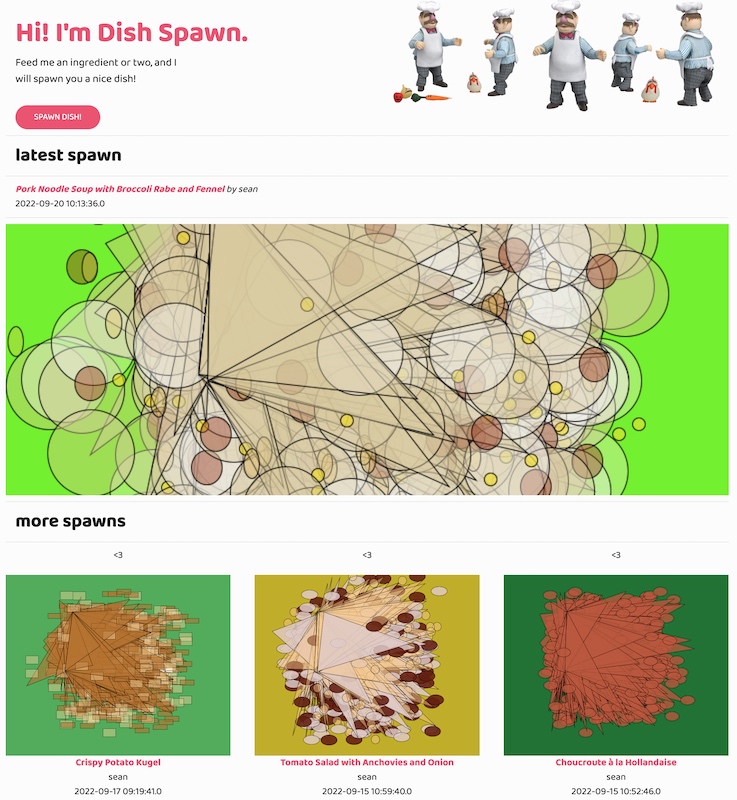 Hi! I'm Dish Spawn.
Feed me an ingredient or two, and I
will spawn you a nice dish!
SPAWN DISH!
latest spawn
Pork Noodle Soup with Broccoli Rabe and Fennel by sean
2022-09-20 10:13:36.0
more spawns
<3 <3 <3
Crispy Potato Kugel Tomato Salad with Anchovies and Onion Choucroute à la Hollandaise
sean sean sean
2022-09-17 09:19:41.0 2022-09-15 10:59:40.0 2022-09-15 10:52:46.0